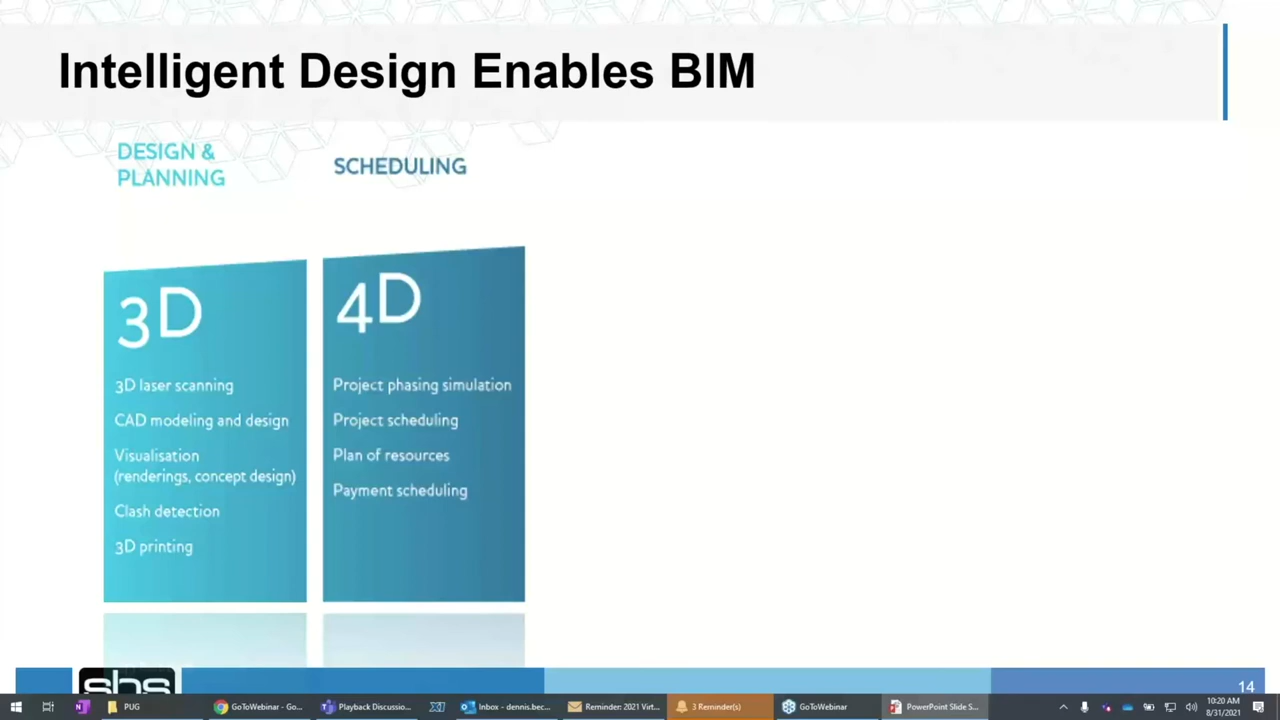 Intelligent Design Enables BIM
DESIGN &
PLANNING
SCHEDULING
3D
3D laser scanning
CAD modeling and design
Visualisation
(renderings, concept design)
Clash detection
3D printing
4D
Project phasing simulation
Project scheduling
Plan of resources
Payment scheduling
sbs
14
PUG
GoToWebinar - Go...
Playback Discussio...
Inbox - dennis.bec...
Reminder: 2021 Virt...
3 Reminder(s)
GoToWebinar
PowerPoint Slide S...
10:20 AM
8/31/2021